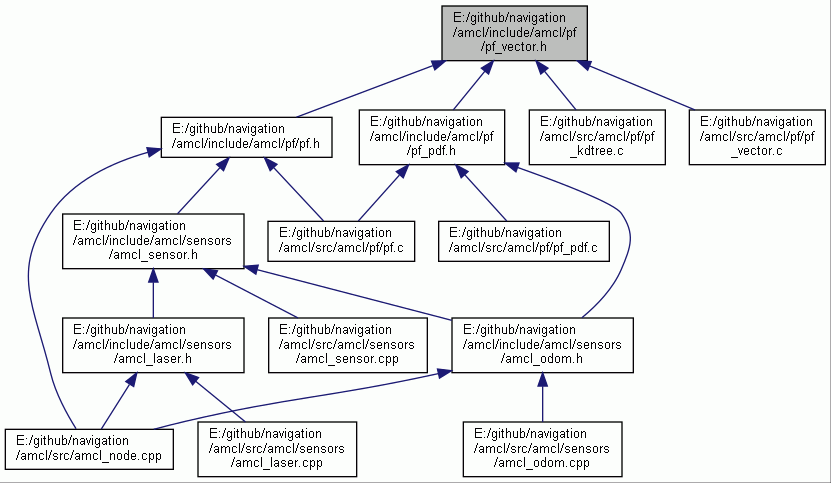 E:/github/navigation
/amcl/include/amcl/pf
/pf_vector.h
E:/github/navigation
/amcl/include/amcl/pf/pf.h
E:/github/navigation
/amcl/include/amcl/pf
/pf_pdf.h
E:/github/navigation
/amcl/src/amcl/pf/pf
_kdtree.c
E:/github/navigation
/amcl/src/amcl/pf/pf
_vector.c
E:/github/navigation
/amcl/include/amcl/sensors
/amcl_sensor.h
E:/github/navigation
/amcl/src/amcl/pf/pf.c
E:/github/navigation
/amcl/src/amcl/pf/pf_pdf.c
E:/github/navigation
/amcl/include/amcl/sensors
/amcl_laser.h
E:/github/navigation
/amcl/src/amcl/sensors
/amcl_sensor.cpp
E:/github/navigation
/amcl/include/amcl/sensors
/amcl_odom.h
E:/github/navigation
/amcl/src/amcl_node.cpp
E:/github/navigation
/amcl/src/amcl/sensors
/amcl_laser.cpp
E:/github/navigation
/amcl/src/amcl/sensors
/amcl_odom.cpp